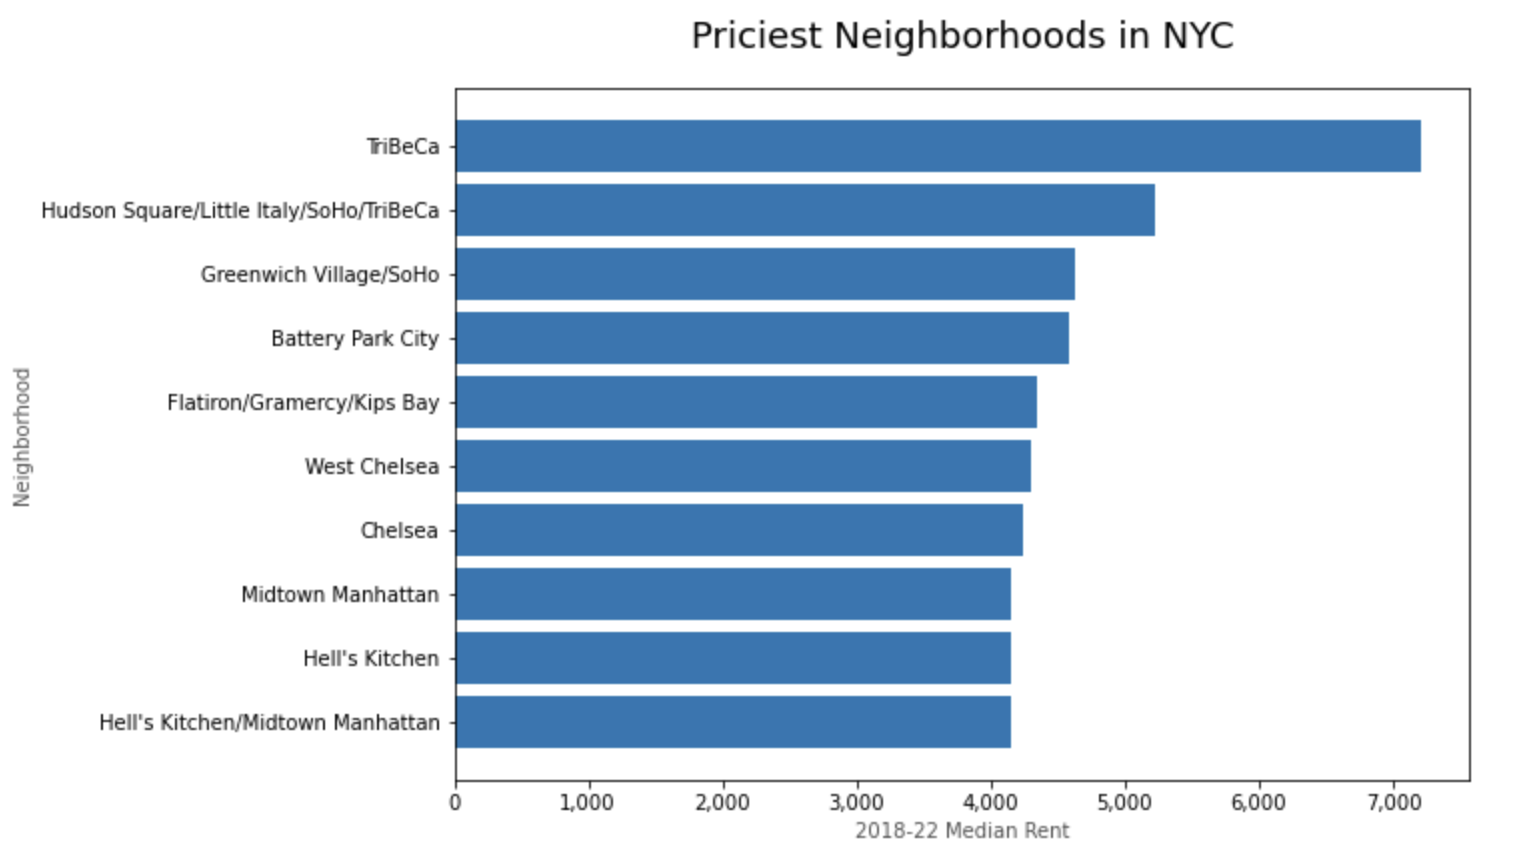 Priciest Neighborhoods in NYC
TriBeCa
Hudson Square/Little Italy/SoHo/TriBeCa
Greenwich Village/SoHo
Battery Park City
Flatiron/Gramercy/Kips Bay
West Chelsea
Chelsea
Midtown Manhattan
Hell's Kitchen
Hell's Kitchen/Midtown Manhattan
Neighborhood
0 1,000 2,000 3,000 4,000 5,000 6,000 7,000
2018-22 Median Rent